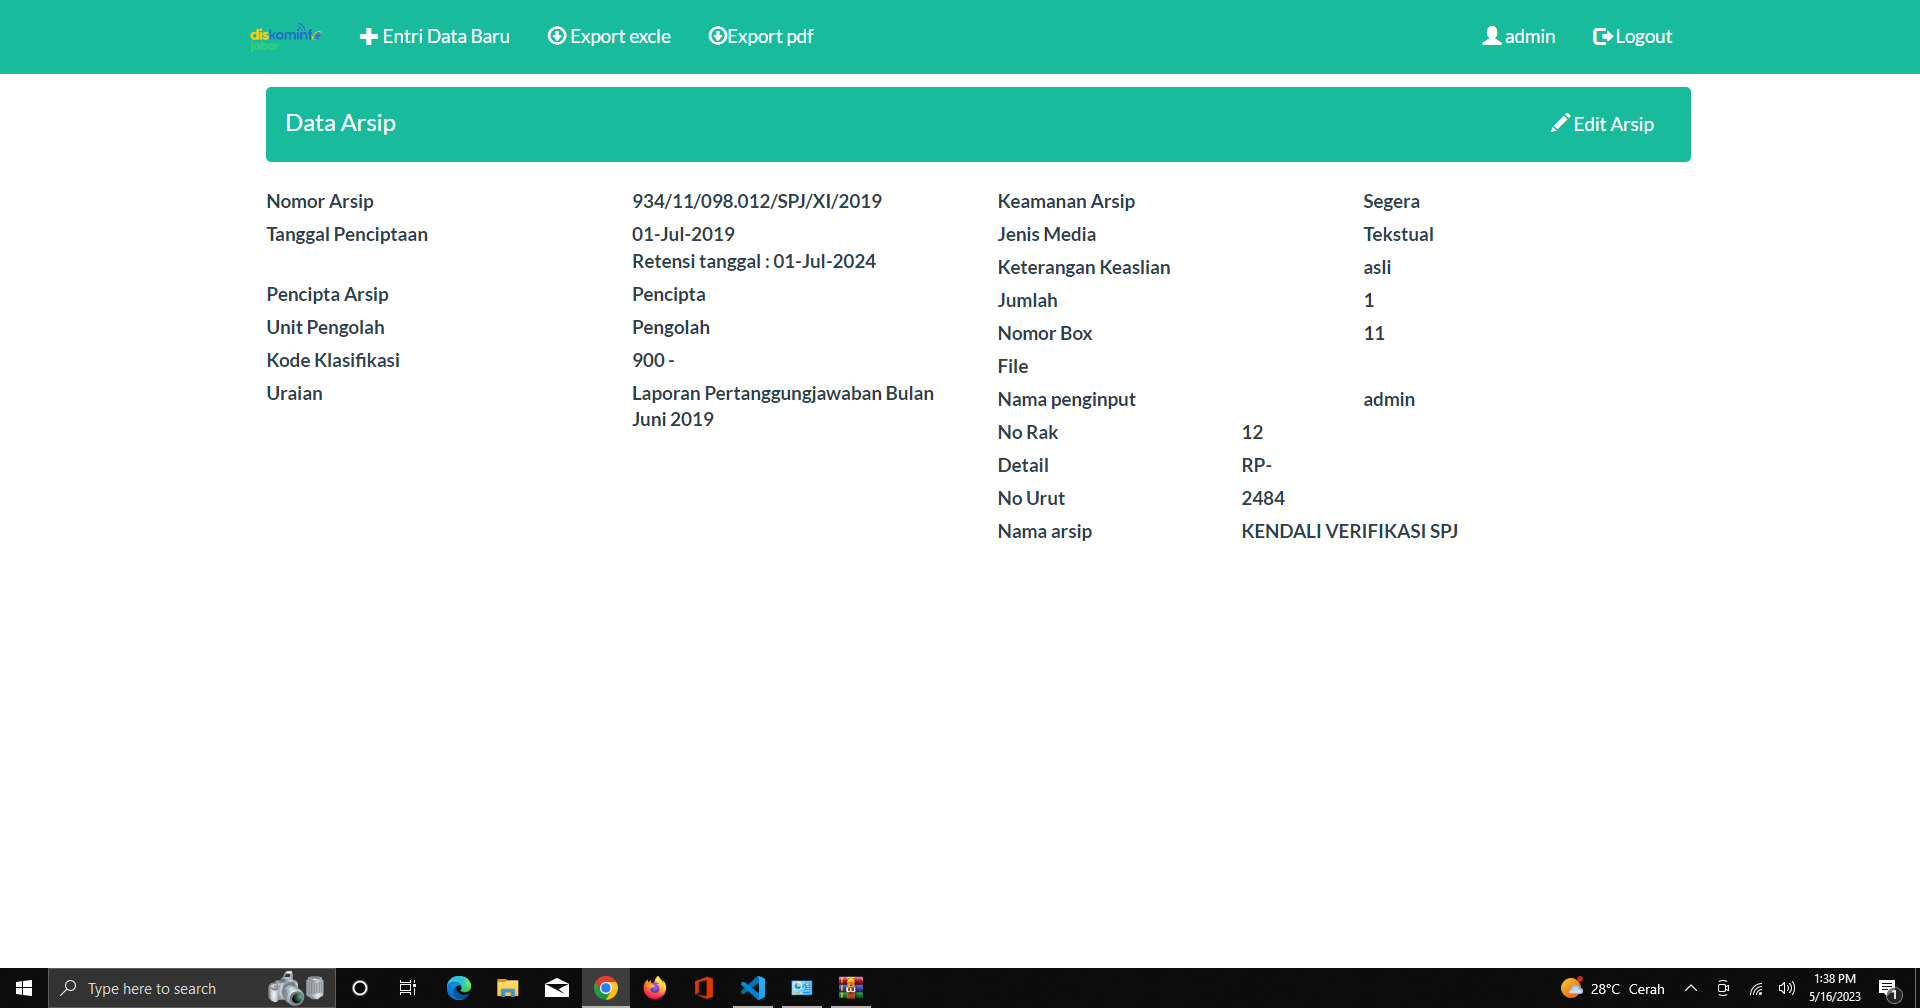 diskominfo
jabar
Entri Data Baru
Export excle
Export pdf
admin
Logout
Data Arsip
Edit Arsip
Nomor Arsip
934/11/098.012/SPJ/XI/2019
Tanggal Penciptaan
01-Jul-2019
Retensi tanggal : 01-Jul-2024
Pencipta Arsip
Pencipta
Unit Pengolah
Pengolah
Kode Klasifikasi
900 -
Uraian
Laporan Pertanggungjawaban Bulan
Juni 2019
Keamanan Arsip
Segera
Jenis Media
Tekstual
Keterangan Keaslian
asli
Jumlah
1
Nomor Box
11
File
Nama penginput
admin
No Rak
12
Detail
RP-
No Urut
2484
Nama arsip
KENDALI VERIFIKASI SPJ
Type here to search
28°C Cerah
1:38 PM
5/16/2023
1